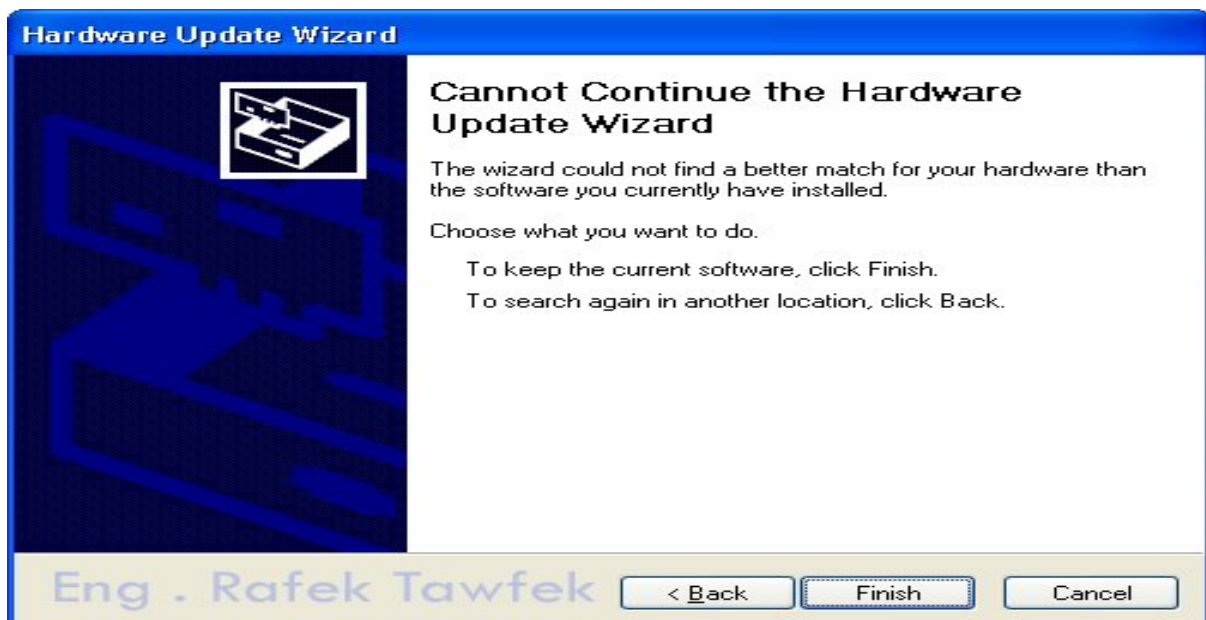 Hardware Update Wizard
Cannot Continue the Hardware
Update Wizard
The wizard could not find a better match for your hardware than
the software you currently have installed.
Choose what you want to do.
To keep the current software, click Finish.
To search again in another location, click Back.
Eng . Rafek Tawfek
< Back
Finish
Cancel